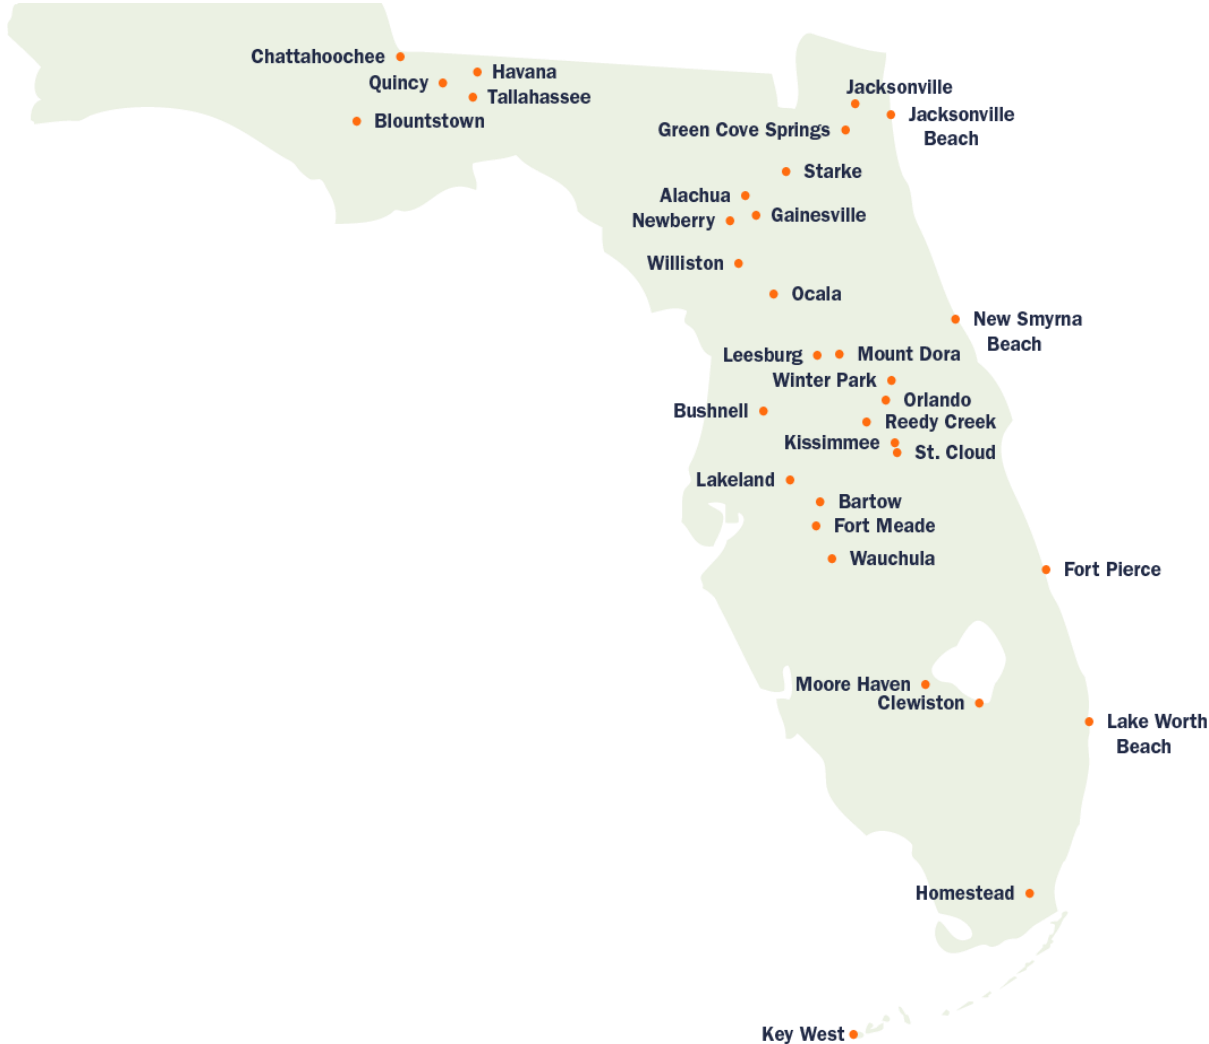 Chattahoochee
Havana
Quincy
Tallahassee
Blountstown
Jacksonville
Jacksonville
Beach
Green Cove Springs
Starke
Alachua
Gainesville
Newberry
Williston
Ocala
New Smyrna
Beach
Leesburg
Mount Dora
Winter Park
Orlando
Bushnell
Reedy Creek
Kissimmee
St. Cloud
Lakeland
Bartow
Fort Meade
Wauchula
Fort Pierce
Moore Haven
Clewiston
Lake Worth
Beach
Homestead
Key West